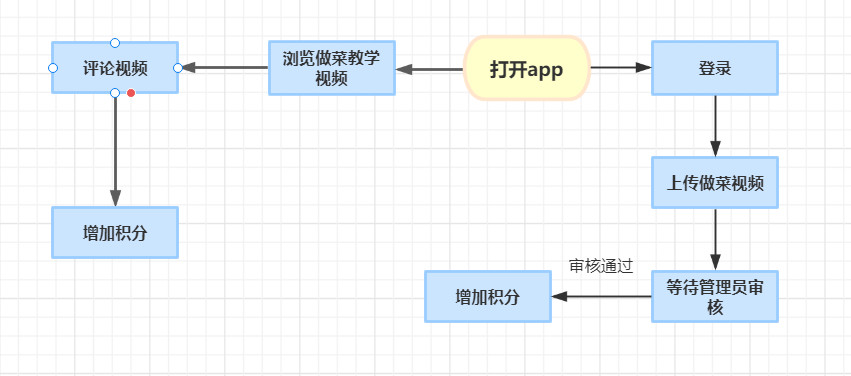 评论视频
浏览做菜教学
视频
打开app
登录
上传做菜视频
增加积分
审核通过
增加积分
等待管理员审
核